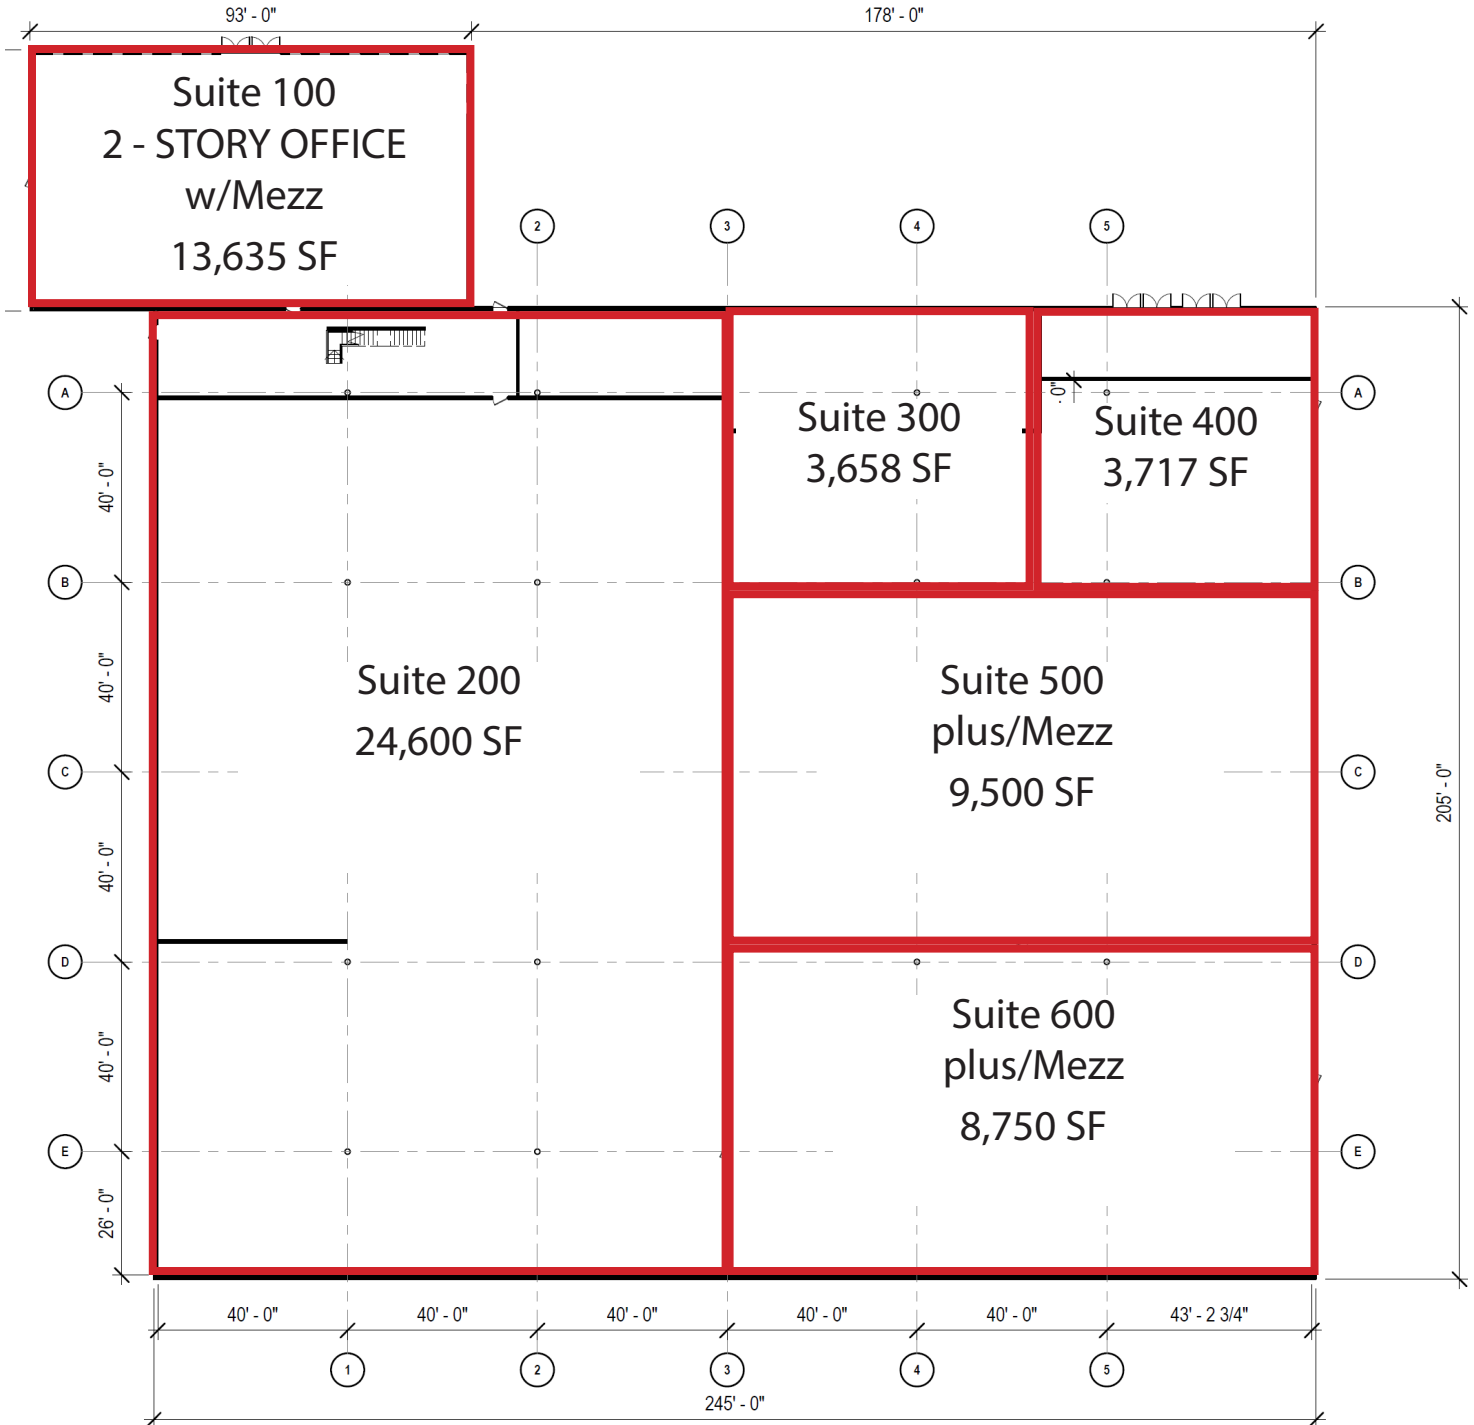 93' - 0"
178' - 0"
Suite 100
2 - STORY OFFICE
w/Mezz
13,635 SF
2
3
4
5
A
A
. 0"
Suite 300
3,658 SF
Suite 400
3,717 SF
40' - 0"
B
B
40' - 0"
Suite 200
24,600 SF
Suite 500
plus/Mezz
9,500 SF
C
C
205' - 0"
40' - 0"
D
D
40' - 0"
Suite 600
plus/Mezz
8,750 SF
E
E
26' - 0"
40' - 0"
40' - 0"
40' - 0"
40' - 0"
40' - 0"
43' - 2 3/4"
1
2
3
4
5
245' - 0"